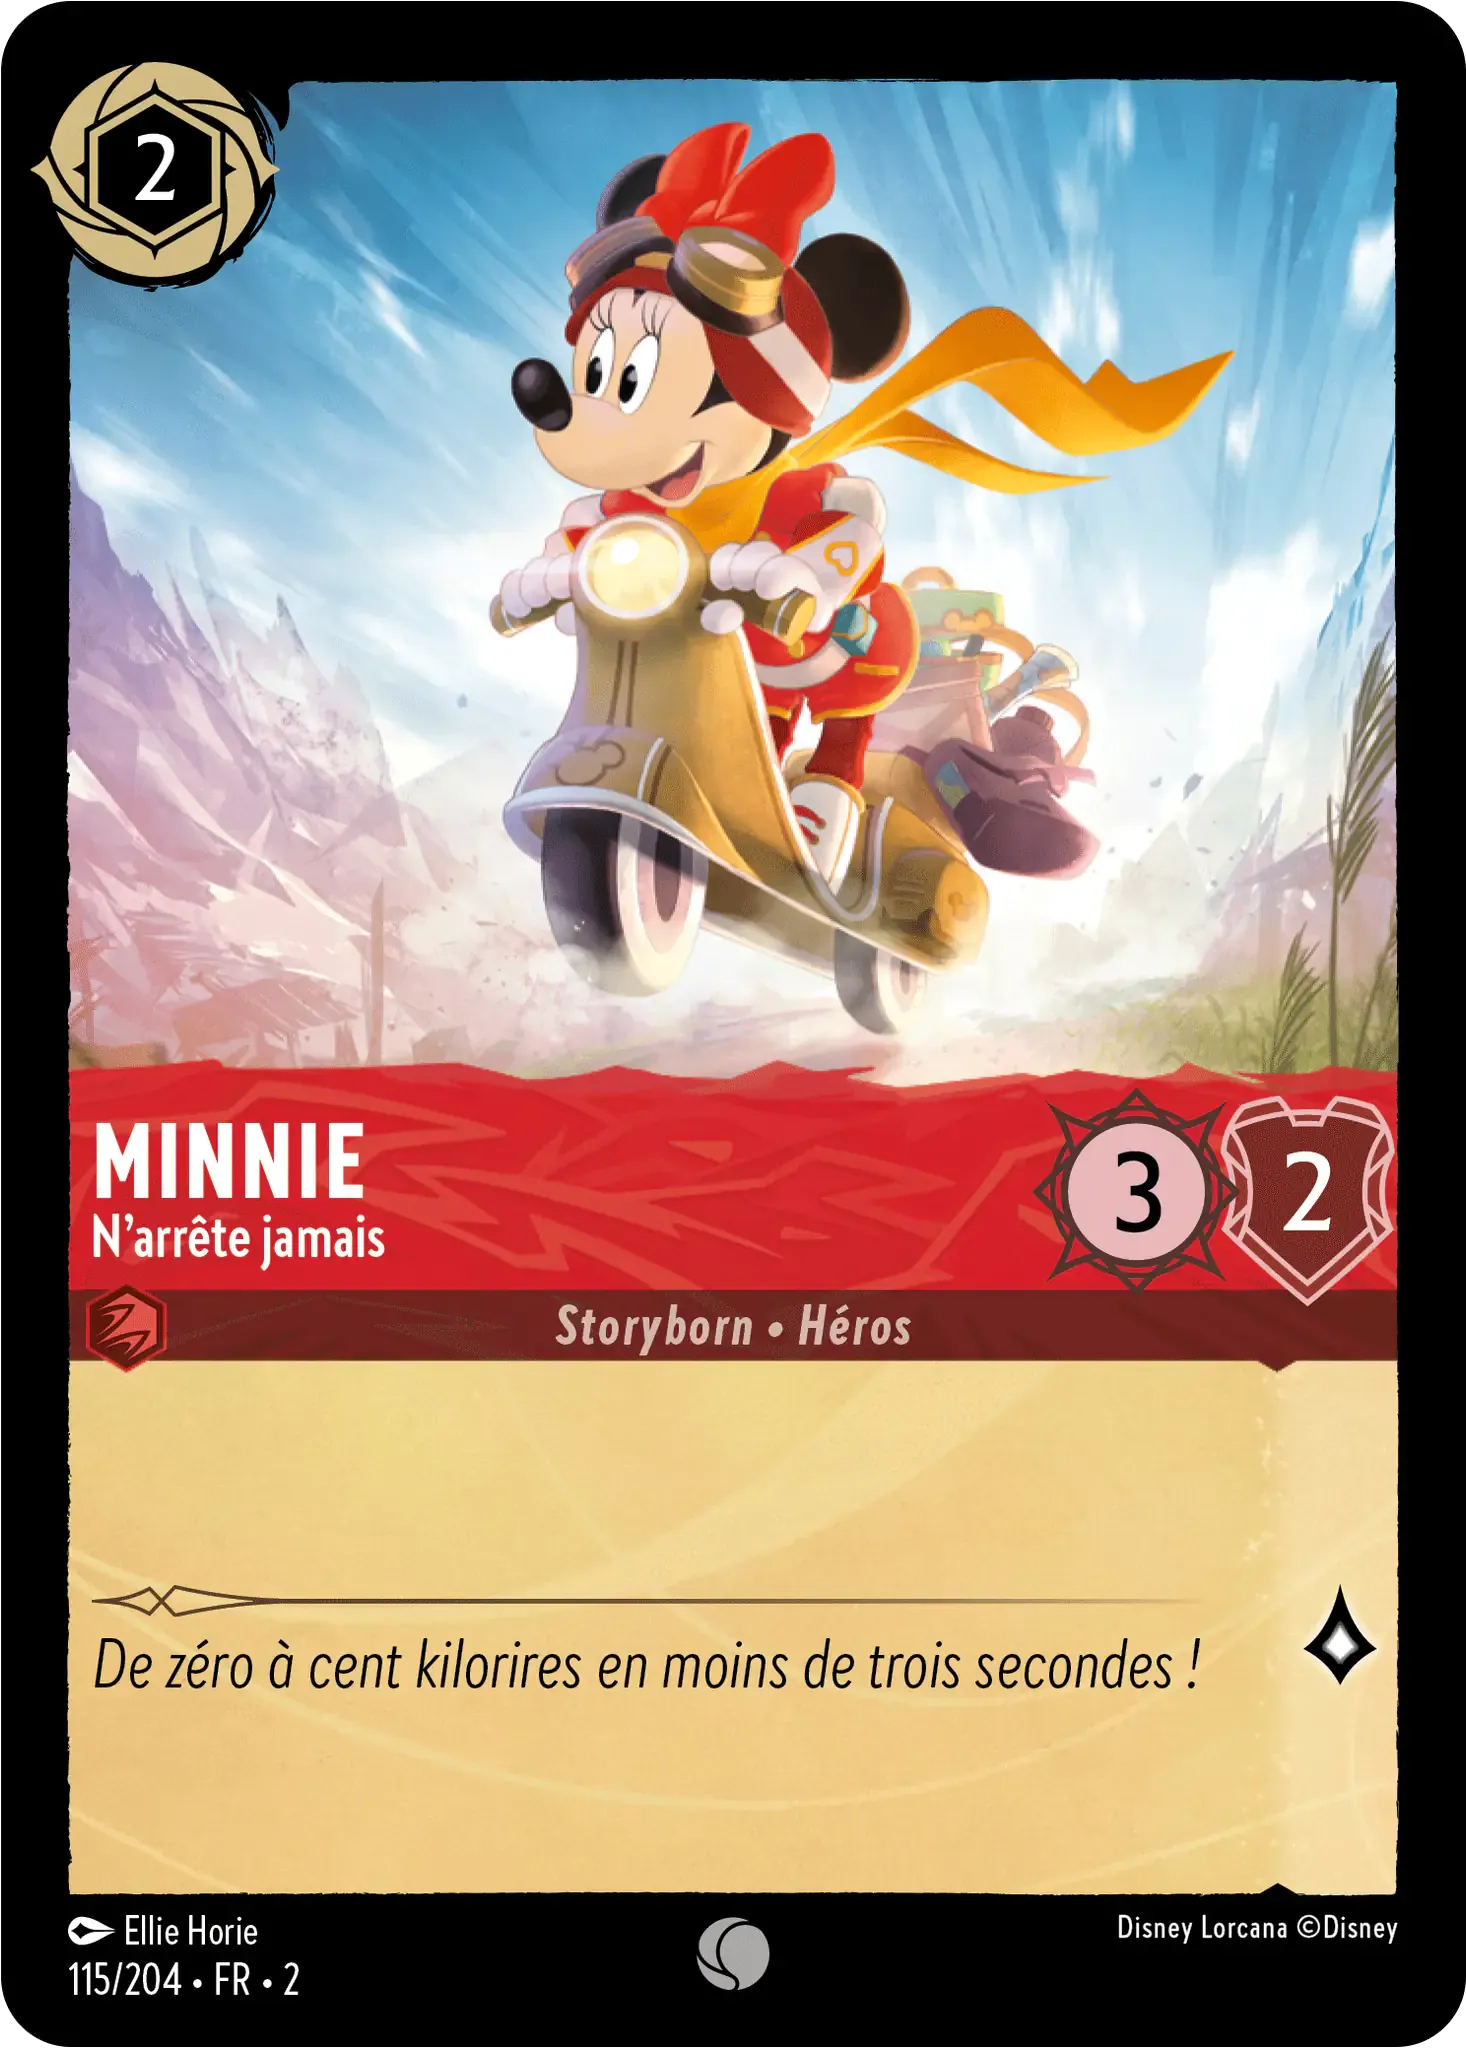 2
MINNIE
N’arrête jamais
3
2
Storyborn • Héros
De zéro à cent kilorires en moins de trois secondes !
Ellie Horie
Disney Lorcana ©Disney
115/204 • FR • 2